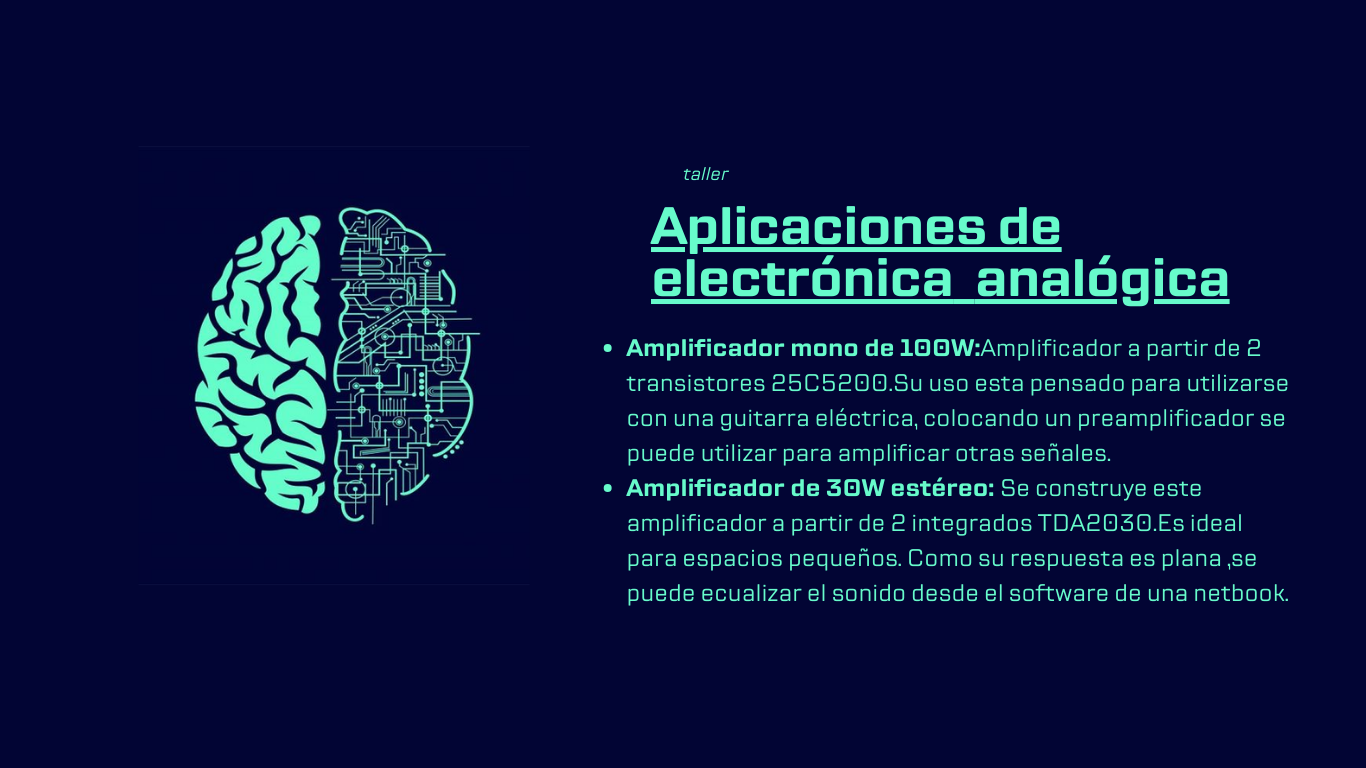 taller
Aplicaciones de
electrónica  analógica
• Amplificador mono de 100W:Amplificador a partir de 2
transistores 25C5200.Su uso esta pensado para utilizarse
con una guitarra eléctrica, colocando un preamplificador se
puede utilizar para amplificar otras señales.
• Amplificador de 30W estéreo: Se construye este
amplificador a partir de 2 integrados TDA2030.Es ideal
para espacios pequeños. Como su respuesta es plana ,se
puede ecualizar el sonido desde el software de una netbook.